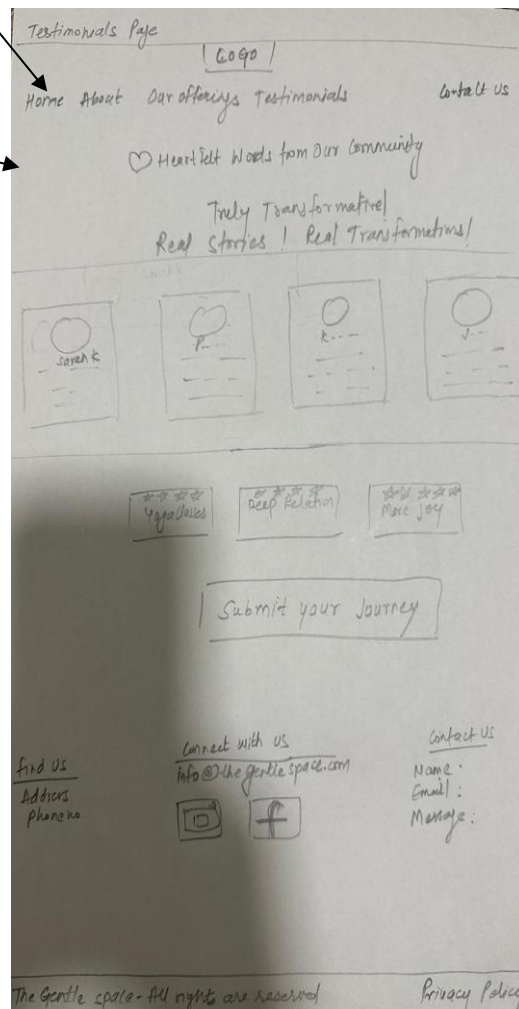 Testimonials Page
LOGO
Home About Our offerings Testimonials Contact Us
Heartfelt Words from Our Community
Truly Transformative!
Real Stories ! Real Transformations!
Sarah K
P....
K....
J...
Yoga Classes
Deep Relation
More Joy
Submit your Journey
Find Us
Address
Phone no.
Connect with Us
info@thegentlespace.com
Contact Us
Name :
Email :
Message :
The Gentle space - All rights are reserved
Privacy Policy